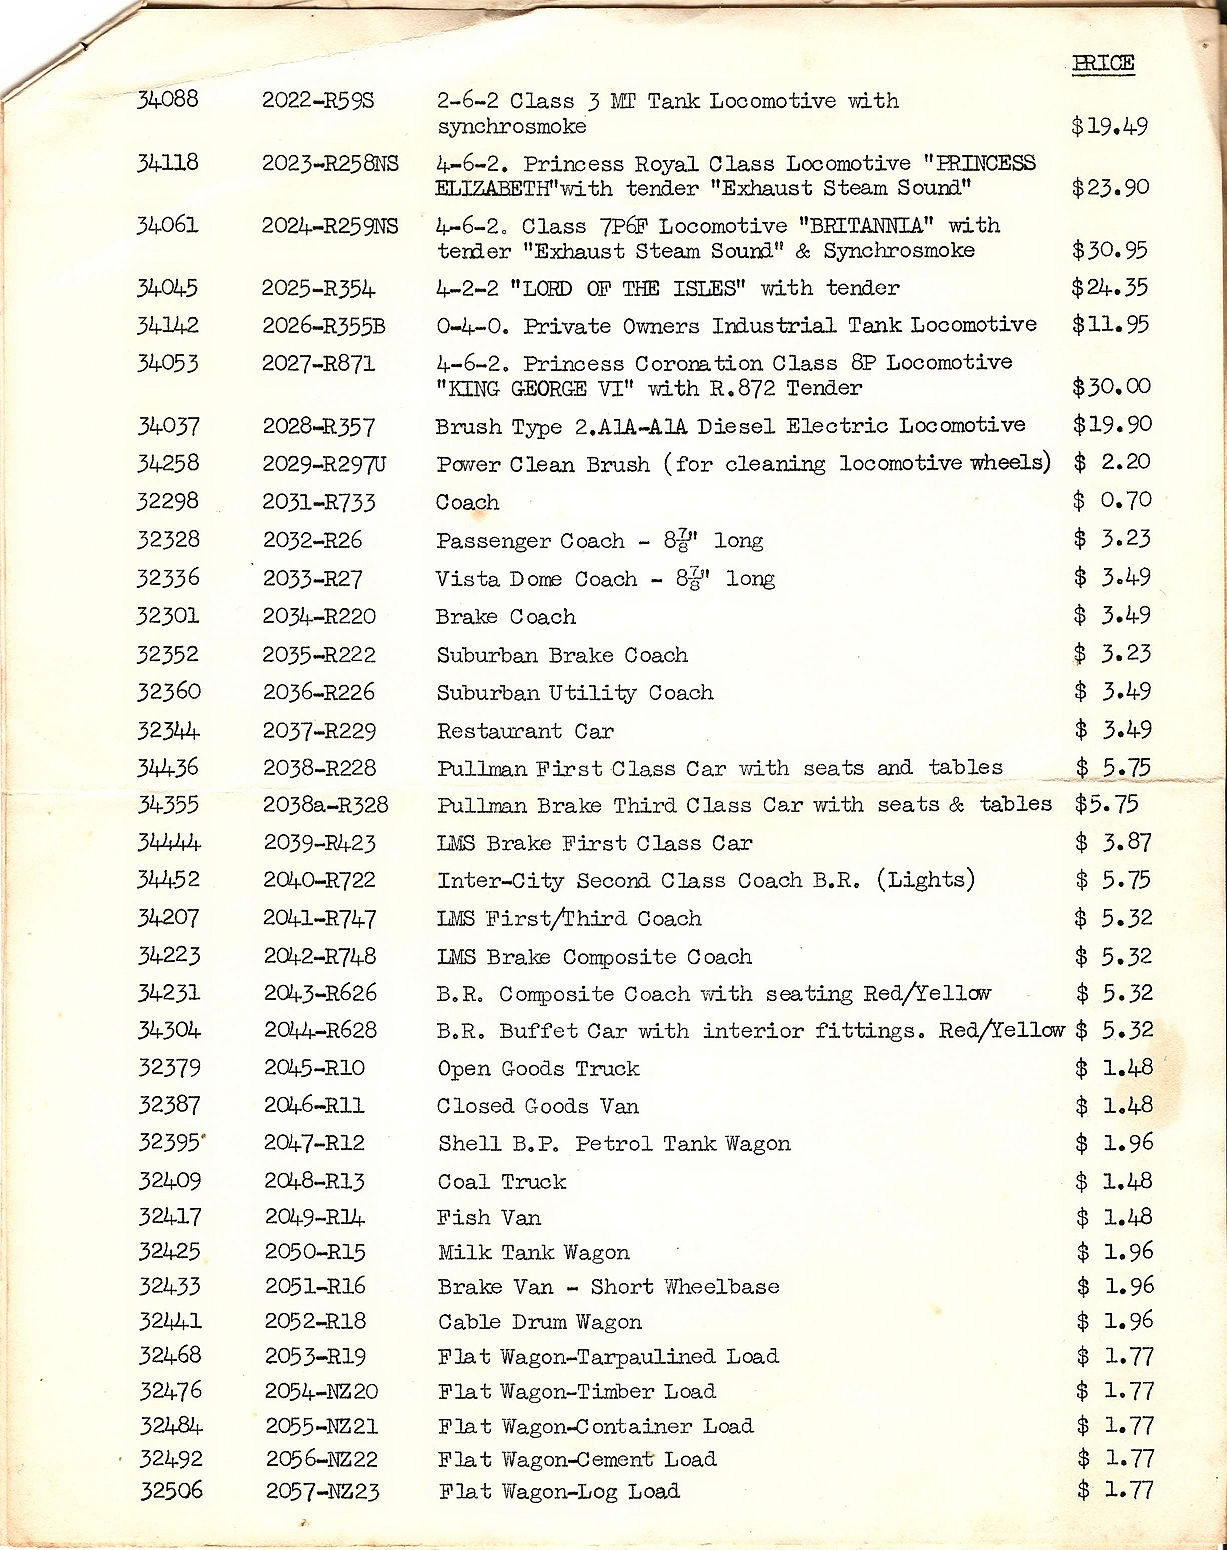 PRICE
34088 2022-R59S 2-6-2 Class 3 MT Tank Locomotive with
synchrosmoke $19.49
34118 2023-R258NS 4-6-2. Princess Royal Class Locomotive "PRINCESS
ELIZABETH"with tender "Exhaust Steam Sound" $23.90
34061 2024-R259NS 4-6-2. Class 7P6F Locomotive "BRITANNIA" with
tender "Exhaust Steam Sound" & Synchrosmoke $30.95
34045 2025-R354 4-2-2 "LORD OF THE ISLES" with tender $24.35
34142 2026-R355B 0-4-0. Private Owners Industrial Tank Locomotive $11.95
34053 2027-R871 4-6-2. Princess Coronation Class 8P Locomotive
"KING GEORGE VI" with R.872 Tender $30.00
34037 2028-R357 Brush Type 2.A1A-A1A Diesel Electric Locomotive $19.90
34258 2029-R297U Power Clean Brush (for cleaning locomotive wheels) $ 2.20
32298 2031-R733 Coach $ 0.70
32328 2032-R26 Passenger Coach - 8⅞" long $ 3.23
32336 2033-R27 Vista Dome Coach - 8⅞" long $ 3.49
32301 2034-R220 Brake Coach $ 3.49
32352 2035-R222 Suburban Brake Coach $ 3.23
32360 2036-R226 Suburban Utility Coach $ 3.49
32344 2037-R229 Restaurant Car $ 3.49
34436 2038-R228 Pullman First Class Car with seats and tables $ 5.75
34355 2038a-R328 Pullman Brake Third Class Car with seats & tables $5.75
34444 2039-R423 LMS Brake First Class Car $ 3.87
34452 2040-R722 Inter-City Second Class Coach B.R. (Lights) $ 5.75
34207 2041-R747 LMS First/Third Coach $ 5.32
34223 2042-R748 LMS Brake Composite Coach $ 5.32
34231 2043-R626 B.R. Composite Coach with seating Red/Yellow $ 5.32
34304 2044-R628 B.R. Buffet Car with interior fittings. Red/Yellow $ 5.32
32379 2045-R10 Open Goods Truck $ 1.48
32387 2046-R11 Closed Goods Van $ 1.48
32395 2047-R12 Shell B.P. Petrol Tank Wagon $ 1.96
32409 2048-R13 Coal Truck $ 1.48
32417 2049-R14 Fish Van $ 1.48
32425 2050-R15 Milk Tank Wagon $ 1.96
32433 2051-R16 Brake Van - Short Wheelbase $ 1.96
32441 2052-R18 Cable Drum Wagon $ 1.96
32468 2053-R19 Flat Wagon-Tarpaulined Load $ 1.77
32476 2054-NZ20 Flat Wagon-Timber Load $ 1.77
32484 2055-NZ21 Flat Wagon-Container Load $ 1.77
32492 2056-NZ22 Flat Wagon-Cement Load $ 1.77
32506 2057-NZ23 Flat Wagon-Log Load $ 1.77